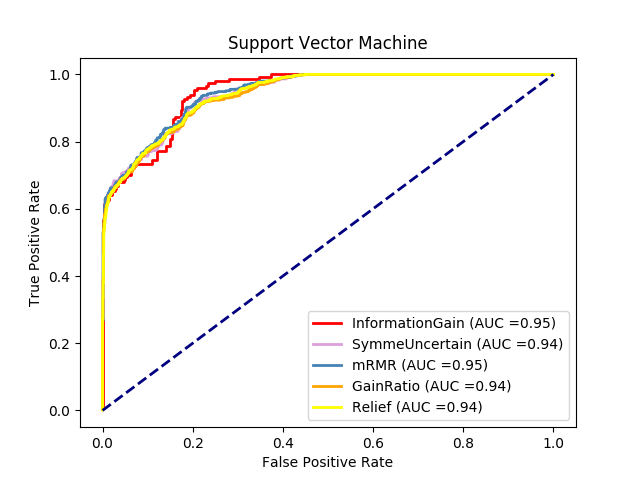 Support Vector Machine
1.0
0.8
0.6
0.4
0.2
0.0
True Positive Rate
InformationGain (AUC =0.95)
SymmeUncertain (AUC =0.94)
mRMR (AUC =0.95)
GainRatio (AUC =0.94)
Relief (AUC =0.94)
0.0 0.2 0.4 0.6 0.8 1.0
False Positive Rate